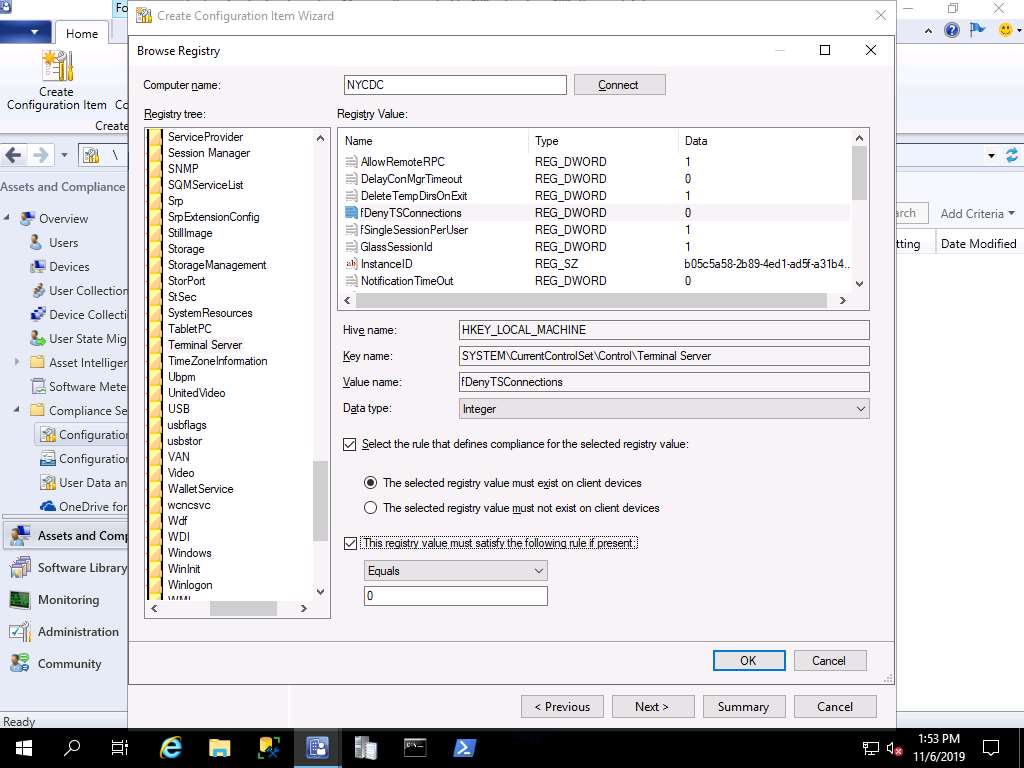 Fo
Create Configuration Item Wizard
Home
Browse Registry
Create
Configuration Item
Co
Create
Computer name:
NYCDC
Connect
Registry tree:
Registry Value:
ServiceProvider
Session Manager
SNMP
SQMServiceList
Srp
SrpExtensionConfig
StillImage
Storage
StorageManagement
StorPort
StSec
SystemResources
TabletPC
Terminal Server
TimeZoneInformation
Ubpm
UnitedVideo
USB
usbflags
usbstor
VAN
Video
WalletService
wcncsvc
Wdf
WDI
Windows
WinInit
Winlogon
WMI
Name Type Data
AllowRemoteRPC REG_DWORD 1
DelayConMgrTimeout REG_DWORD 0
DeleteTempDirsOnExit REG_DWORD 1
fDenyTSConnections REG_DWORD 0
fSingleSessionPerUser REG_DWORD 1
GlassSessionId REG_DWORD 1
InstanceID REG_SZ b05c5a58-2b89-4ed1-ad5f-a31b4..
NotificationTimeOut REG_DWORD 0
Hive name: HKEY_LOCAL_MACHINE
Key name: SYSTEM\CurrentControlSet\Control\Terminal Server
Value name: fDenyTSConnections
Data type: Integer
Select the rule that defines compliance for the selected registry value:
The selected registry value must exist on client devices
The selected registry value must not exist on client devices
This registry value must satisfy the following rule if present:
Equals
0
OK
Cancel
< Previous
Next >
Summary
Cancel
\
Assets and Compliance
Overview
Users
Devices
User Collection
Device Collecti
User State Mig
Asset Intelliger
Software Mete
Compliance Se
Configuratio
Configuration
User Data an
OneDrive for
Assets and Comp
Software Library
Monitoring
Administration
Community
Ready
arch
Add Criteria
tting
Date Modified
1:53 PM
11/6/2019